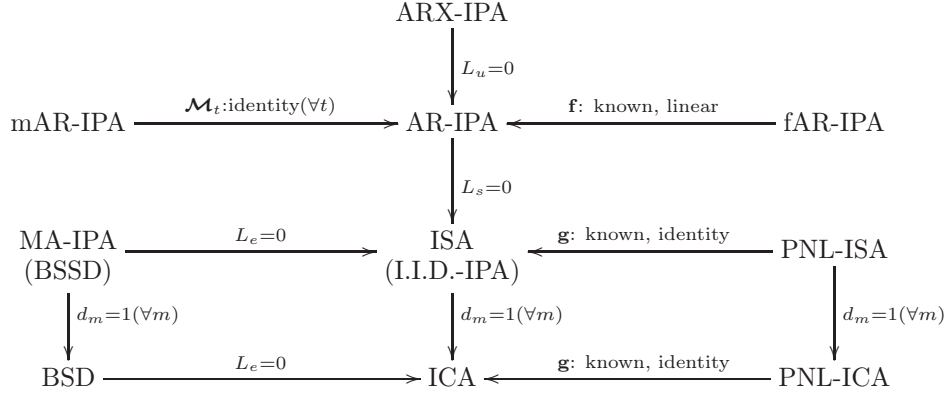 ARX-IPA
L_u=0
mAR-IPA M_t:identity(∀t) AR-IPA f: known, linear fAR-IPA
L_s=0
MA-IPA L_e=0 ISA g: known, identity PNL-ISA
(BSSD) (I.I.D.-IPA)
d_m=1(∀m) d_m=1(∀m) d_m=1(∀m)
BSD L_e=0 ICA g: known, identity PNL-ICA